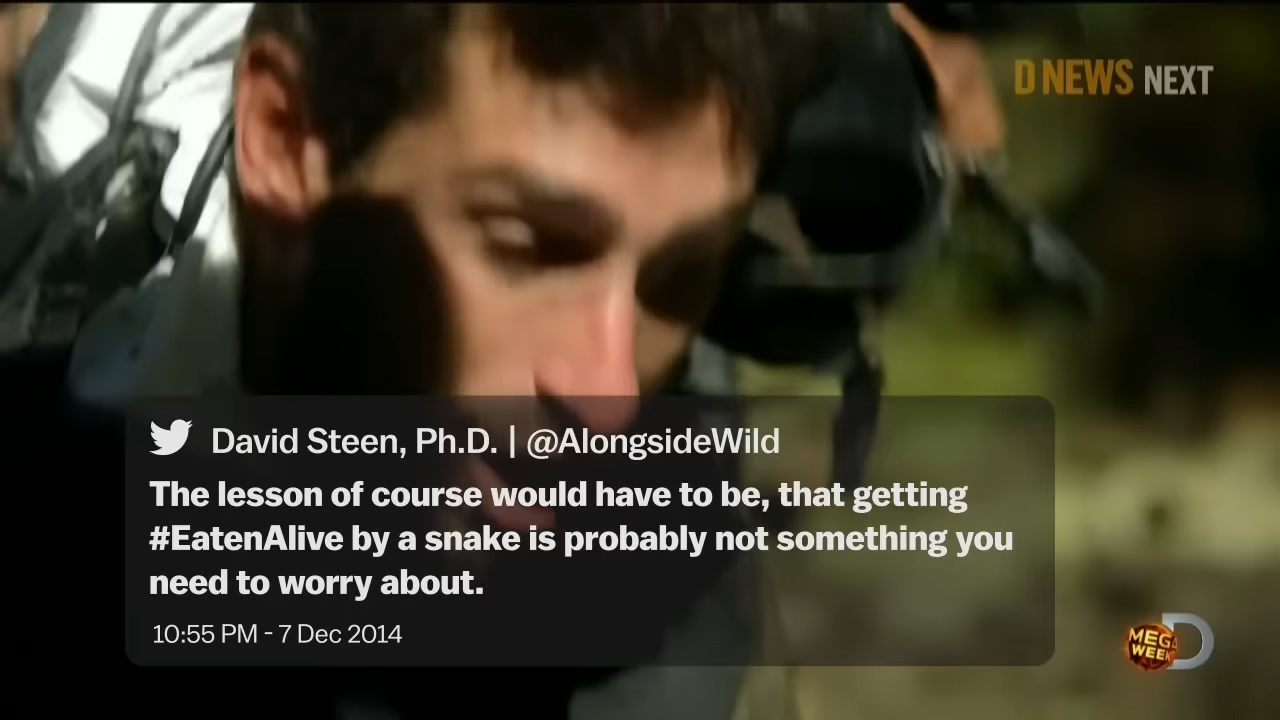 D NEWS NEXT
David Steen, Ph.D. | @AlongsideWild
The lesson of course would have to be, that getting
#EatenAlive by a snake is probably not something you
need to worry about.
10:55 PM - 7 Dec 2014
MEGA
WEEK
D